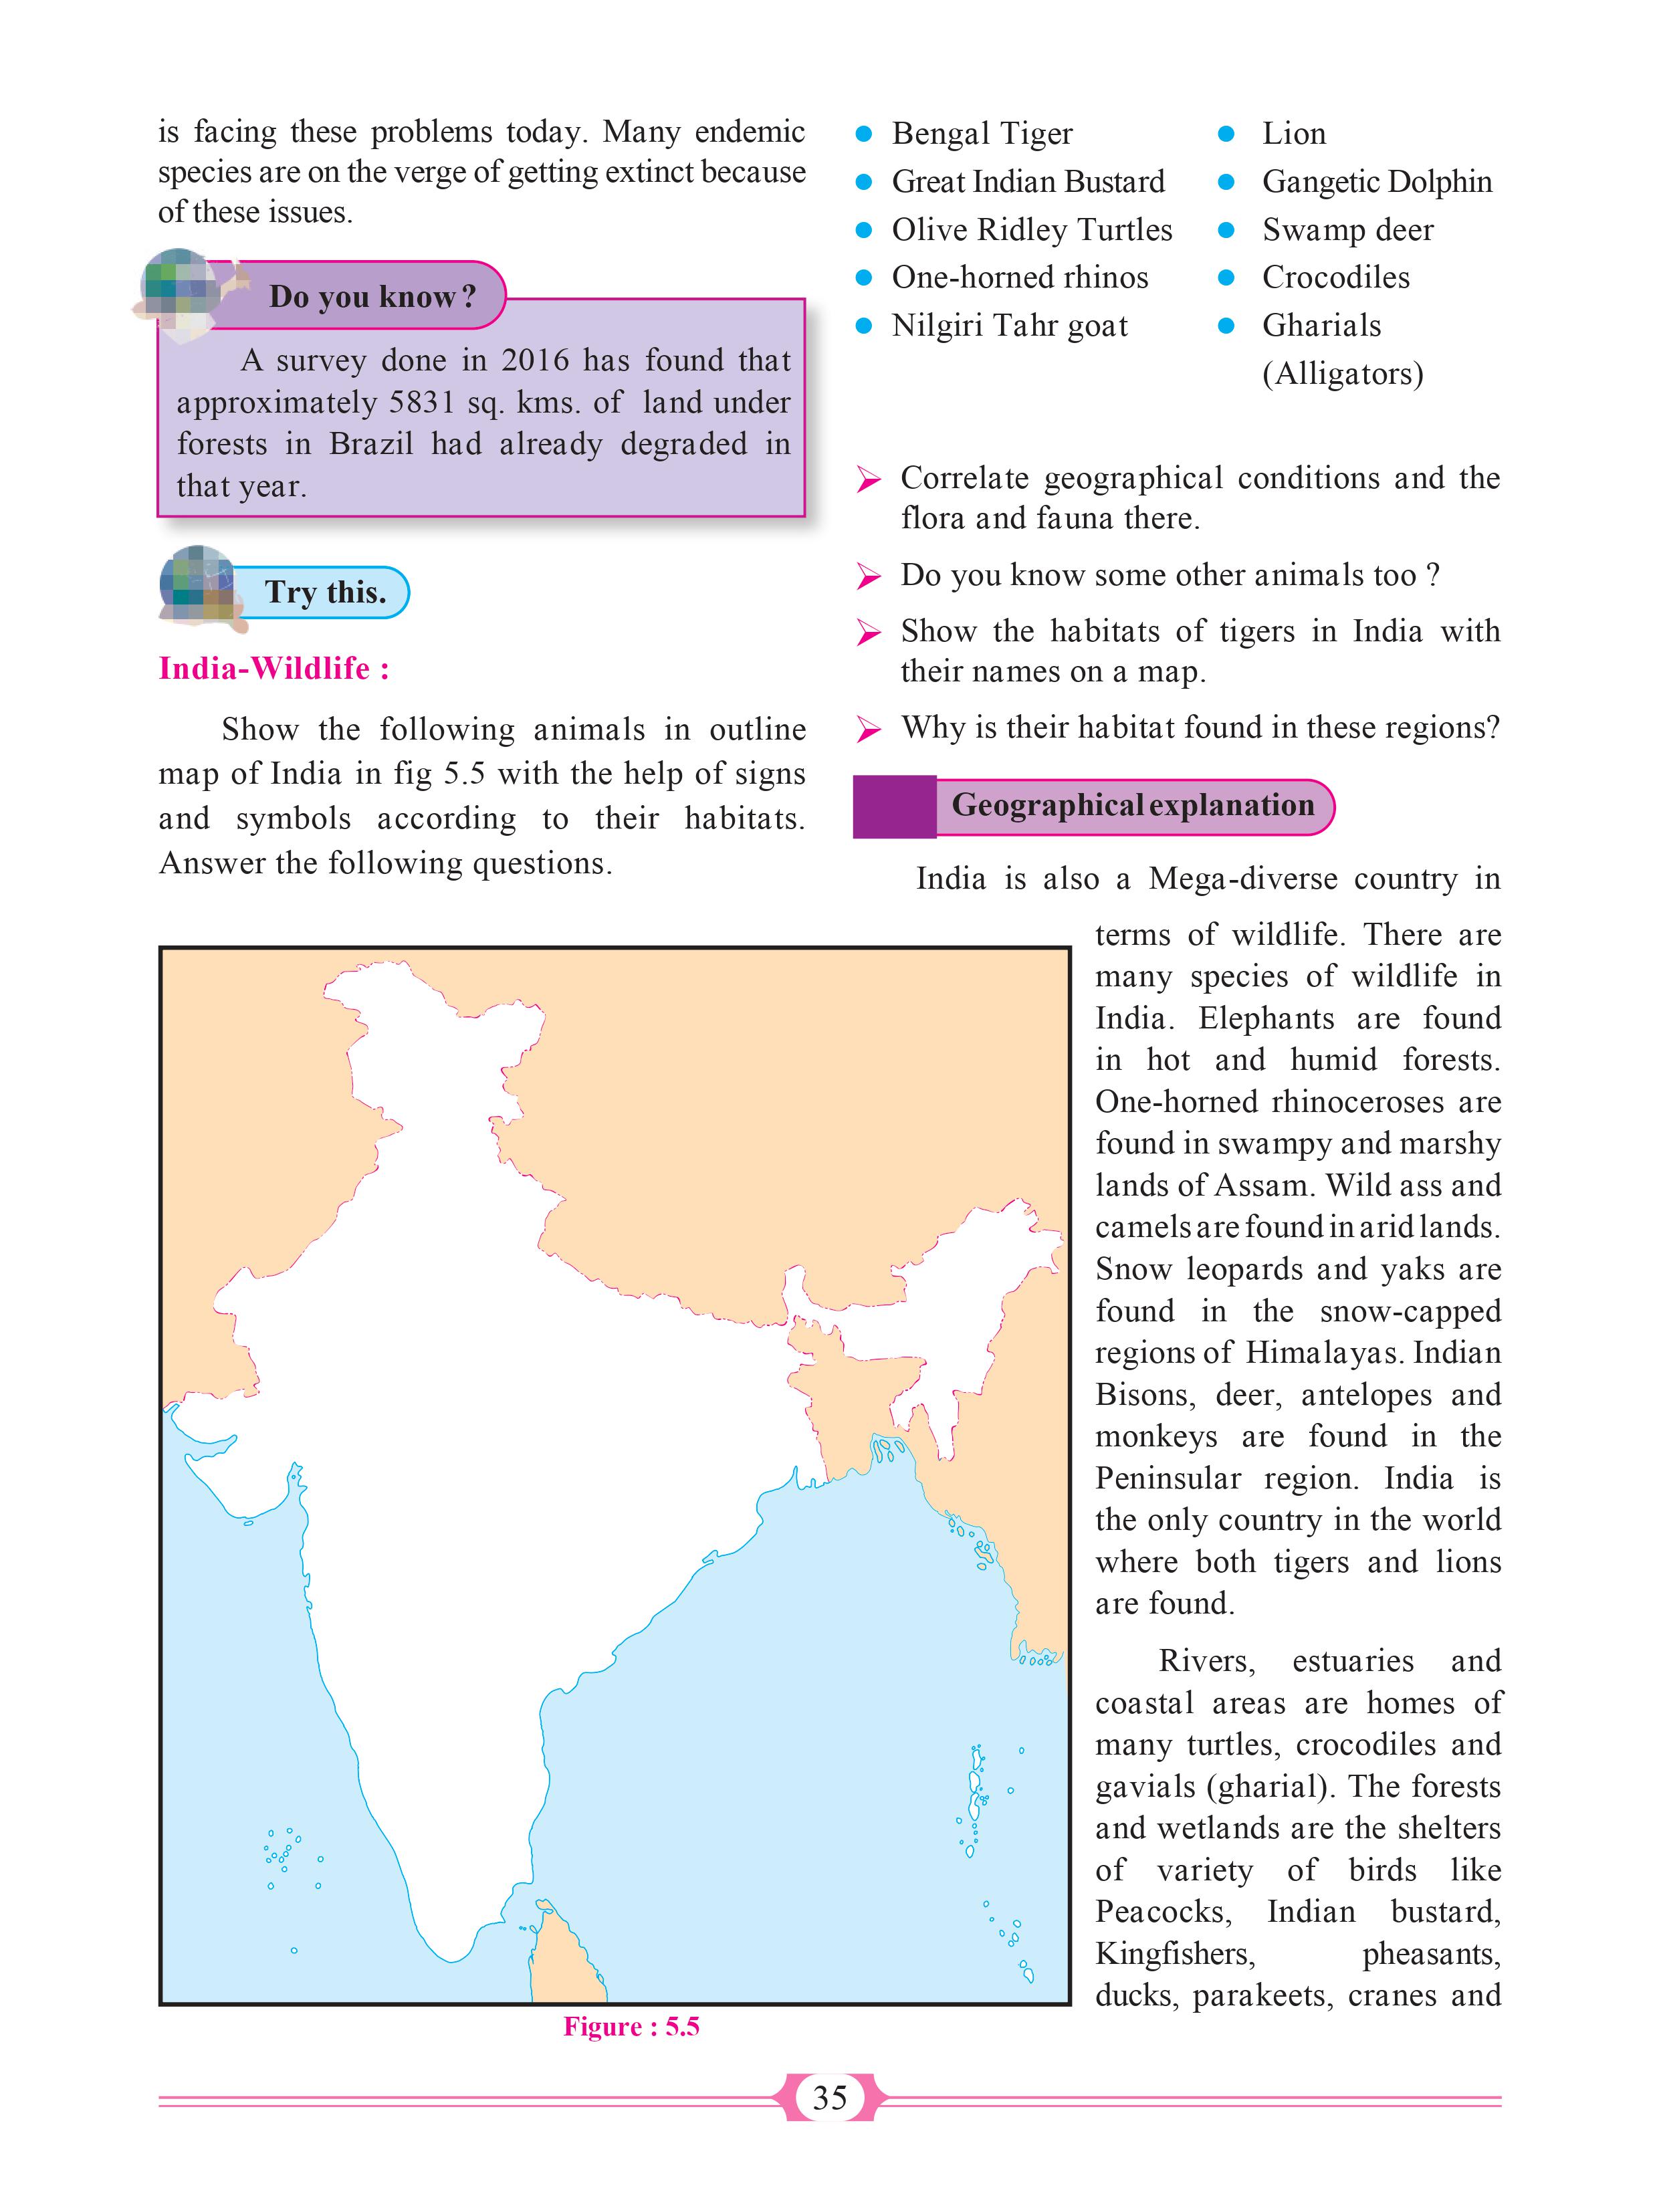 is facing these problems today. Many endemic
species are on the verge of getting extinct because
of these issues.
Do you know ?
A survey done in 2016 has found that
approximately 5831 sq. kms. of land under
forests in Brazil had already degraded in
that year.
Try this.
India-Wildlife :
Show the following animals in outline
map of India in fig 5.5 with the help of signs
and symbols according to their habitats.
Answer the following questions.
Bengal Tiger
Great Indian Bustard
Olive Ridley Turtles
One-horned rhinos
Nilgiri Tahr goat
Lion
Gangetic Dolphin
Swamp deer
Crocodiles
Gharials
(Alligators)
Correlate geographical conditions and the
flora and fauna there.
Do you know some other animals too ?
Show the habitats of tigers in India with
their names on a map.
Why is their habitat found in these regions?
Geographical explanation
India is also a Mega-diverse country in
terms of wildlife. There are
many species of wildlife in
India. Elephants are found
in hot and humid forests.
One-horned rhinoceroses are
found in swampy and marshy
lands of Assam. Wild ass and
camels are found in arid lands.
Snow leopards and yaks are
found in the snow-capped
regions of Himalayas. Indian
Bisons, deer, antelopes and
monkeys are found in the
Peninsular region. India is
the only country in the world
where both tigers and lions
are found.
Rivers, estuaries and
coastal areas are homes of
many turtles, crocodiles and
gavials (gharial). The forests
and wetlands are the shelters
of variety of birds like
Peacocks, Indian bustard,
Kingfishers, pheasants,
ducks, parakeets, cranes and
Figure : 5.5
35